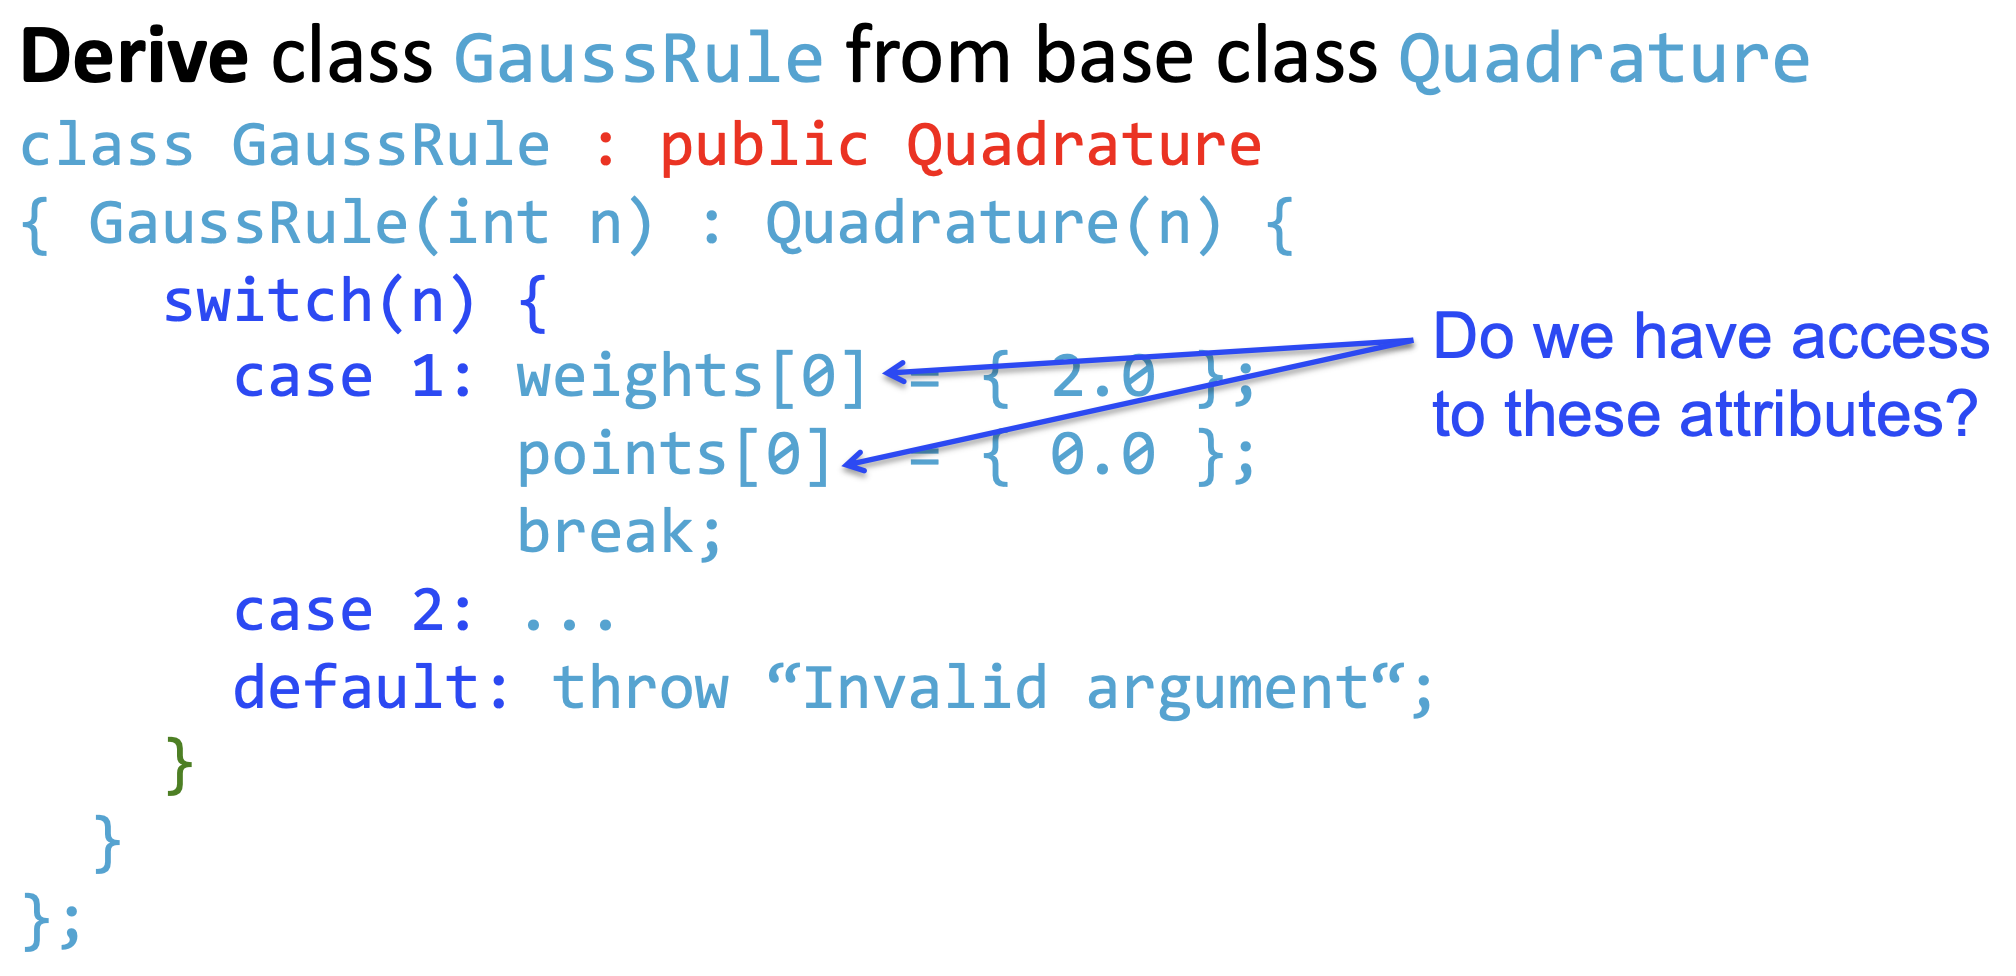 Derive class GaussRule from base class Quadrature
class GaussRule : public Quadrature
{ GaussRule(int n) : Quadrature(n) {
switch(n) {
case 1: weights[0] = { 2.0 };
points[0] = { 0.0 };
break;
case 2: ...
default: throw “Invalid argument“;
}
}
};
Do we have access
to these attributes?